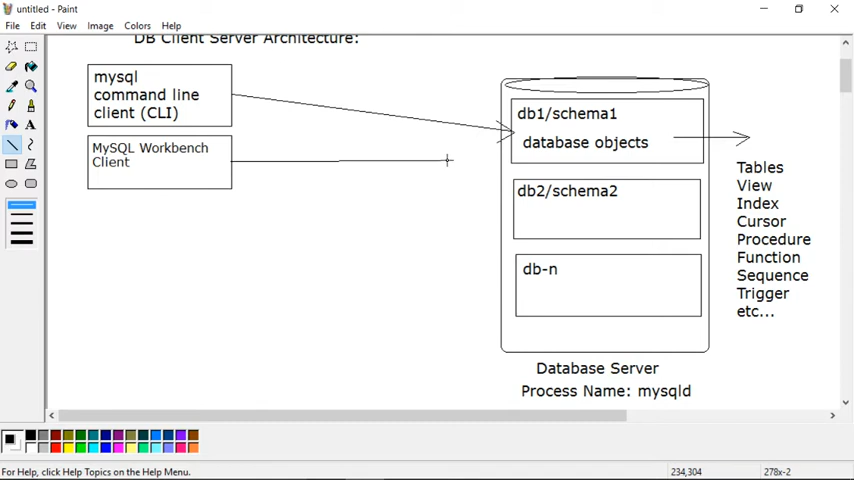 untitled - Paint
File Edit View Image Colors Help
DB Client Server Architecture:
mysql
command line
client (CLI)
MySQL Workbench
Client
db1/schema1
database objects
db2/schema2
db-n
Tables
View
Index
Cursor
Procedure
Function
Sequence
Trigger
etc...
Database Server
Process Name: mysqld
A
For Help, click Help Topics on the Help Menu.
234,304
278x-2